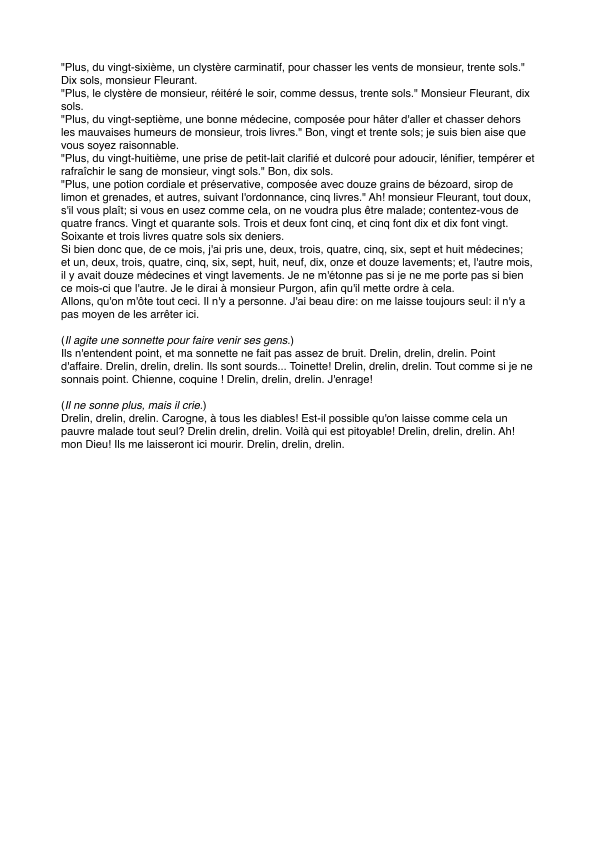 "Plus, du vingt-sixième, un clystère carminatif, pour chasser les vents de monsieur, trente sols."
Dix sols, monsieur Fleurant.
"Plus, le clystère de monsieur, réitéré le soir, comme dessus, trente sols." Monsieur Fleurant, dix
sols.
"Plus, du vingt-septième, une bonne médecine, composée pour hâter d'aller et chasser dehors
les mauvaises humeurs de monsieur, trois livres." Bon, vingt et trente sols; je suis bien aise que
vous soyez raisonnable.
"Plus, du vingt-huitième, une prise de petit-lait clarifié et dulcoré pour adoucir, lénifier, tempérer et
rafraîchir le sang de monsieur, vingt sols." Bon, dix sols.
"Plus, une potion cordiale et préservative, composée avec douze grains de bézoard, sirop de
limon et grenades, et autres, suivant l'ordonnance, cinq livres." Ah! monsieur Fleurant, tout doux,
s'il vous plaît; si vous en usez comme cela, on ne voudra plus être malade; contentez-vous de
quatre francs. Vingt et quarante sols. Trois et deux font cinq, et cinq font dix et dix font vingt.
Soixante et trois livres quatre sols six deniers.
Si bien donc que, de ce mois, j'ai pris une, deux, trois, quatre, cinq, six, sept et huit médecines;
et un, deux, trois, quatre, cinq, six, sept, huit, neuf, dix, onze et douze lavements; et, l'autre mois,
il y avait douze médecines et vingt lavements. Je ne m'étonne pas si je ne me porte pas si bien
ce mois-ci que l'autre. Je le dirai à monsieur Purgon, afin qu'il mette ordre à cela.
Allons, qu'on m'ôte tout ceci. Il n'y a personne. J'ai beau dire: on me laisse toujours seul: il n'y a
pas moyen de les arrêter ici.
(Il agite une sonnette pour faire venir ses gens.)
Ils n'entendent point, et ma sonnette ne fait pas assez de bruit. Drelin, drelin, drelin. Point
d'affaire. Drelin, drelin, drelin. Ils sont sourds... Toinette! Drelin, drelin, drelin. Tout comme si je ne
sonnais point. Chienne, coquine ! Drelin, drelin, drelin. J'enrage!
(Il ne sonne plus, mais il crie.)
Drelin, drelin, drelin. Carogne, à tous les diables! Est-il possible qu'on laisse comme cela un
pauvre malade tout seul? Drelin drelin, drelin. Voilà qui est pitoyable! Drelin, drelin, drelin. Ah!
mon Dieu! Ils me laisseront ici mourir. Drelin, drelin, drelin.